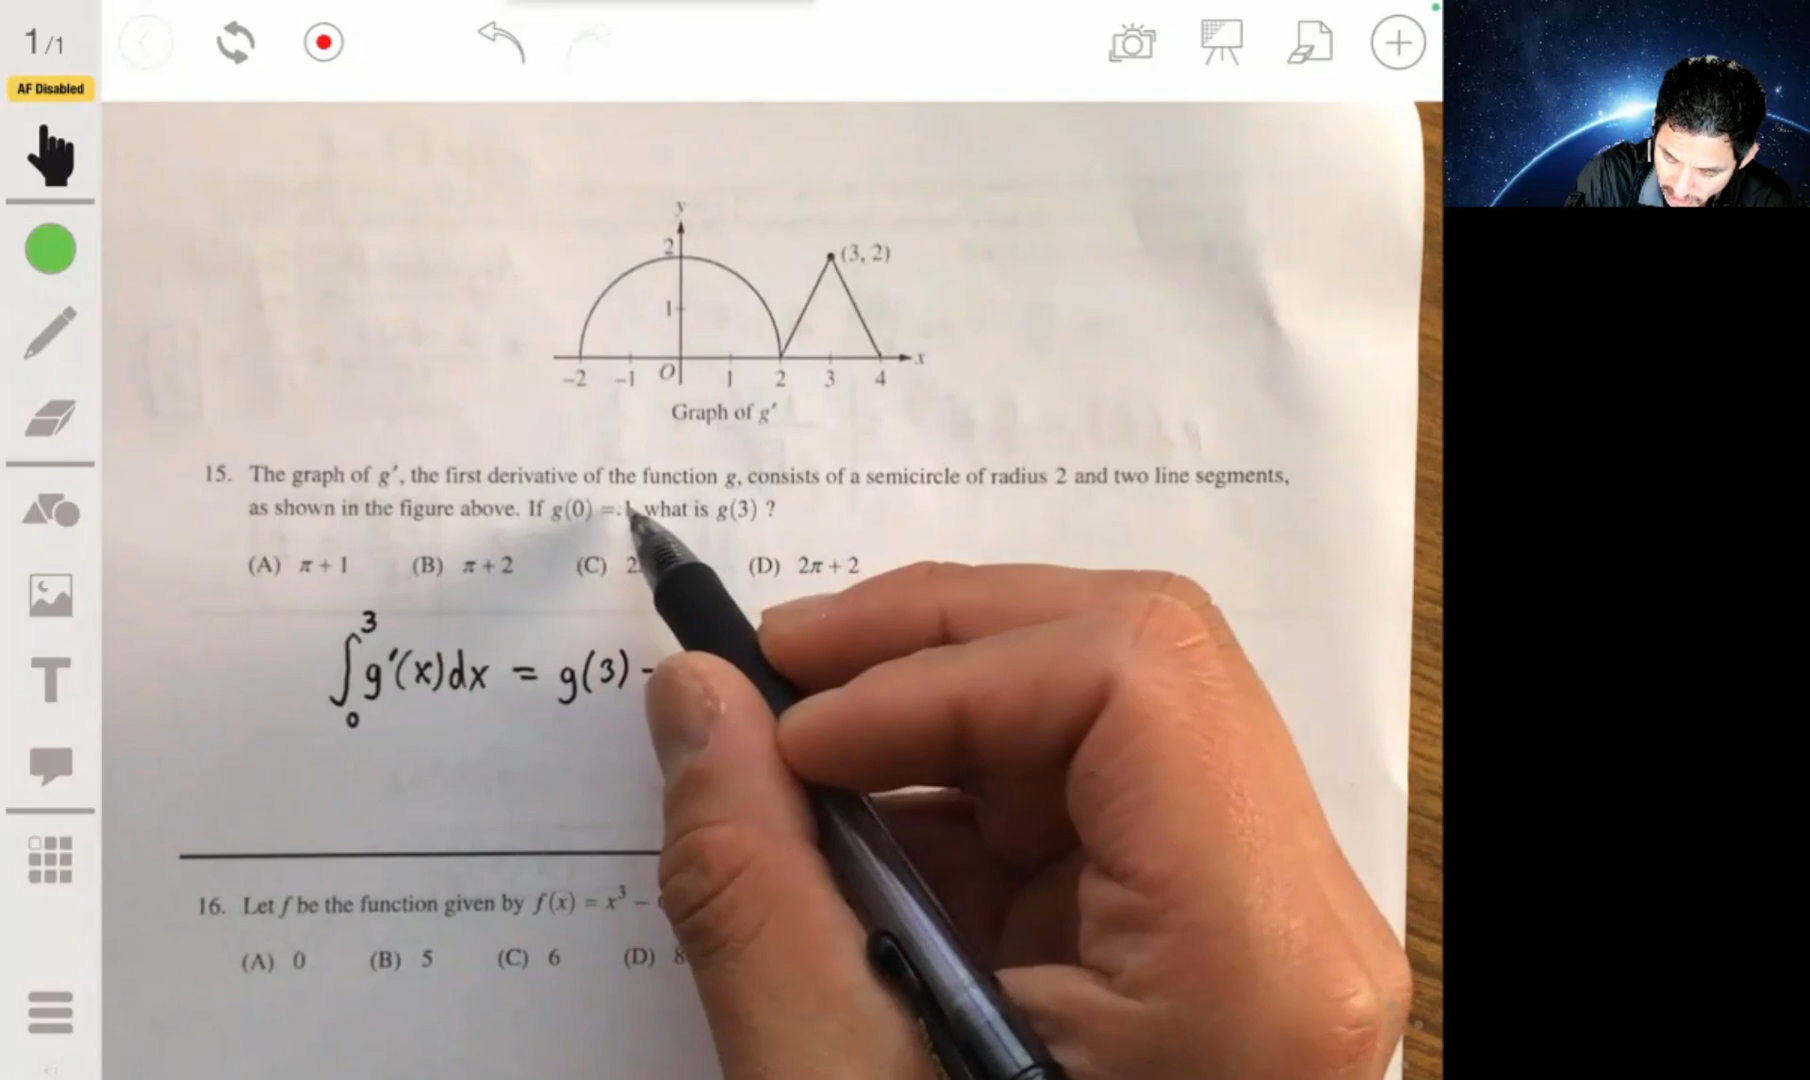 1/1
AF Disabled
y
2
(3, 2)
1
-2 -1 O 1 2 3 4 x
Graph of g′
15. The graph of g′, the first derivative of the function g, consists of a semicircle of radius 2 and two line segments,
as shown in the figure above. If g(0) = what is g(3) ?
(A) π + 1 (B) π + 2 (C) 2 (D) 2π + 2
∫₀³ g′(x)dx = g(3) -
16. Let f be the function given by f(x) = x³ –
(A) 0 (B) 5 (C) 6 (D) 8
T